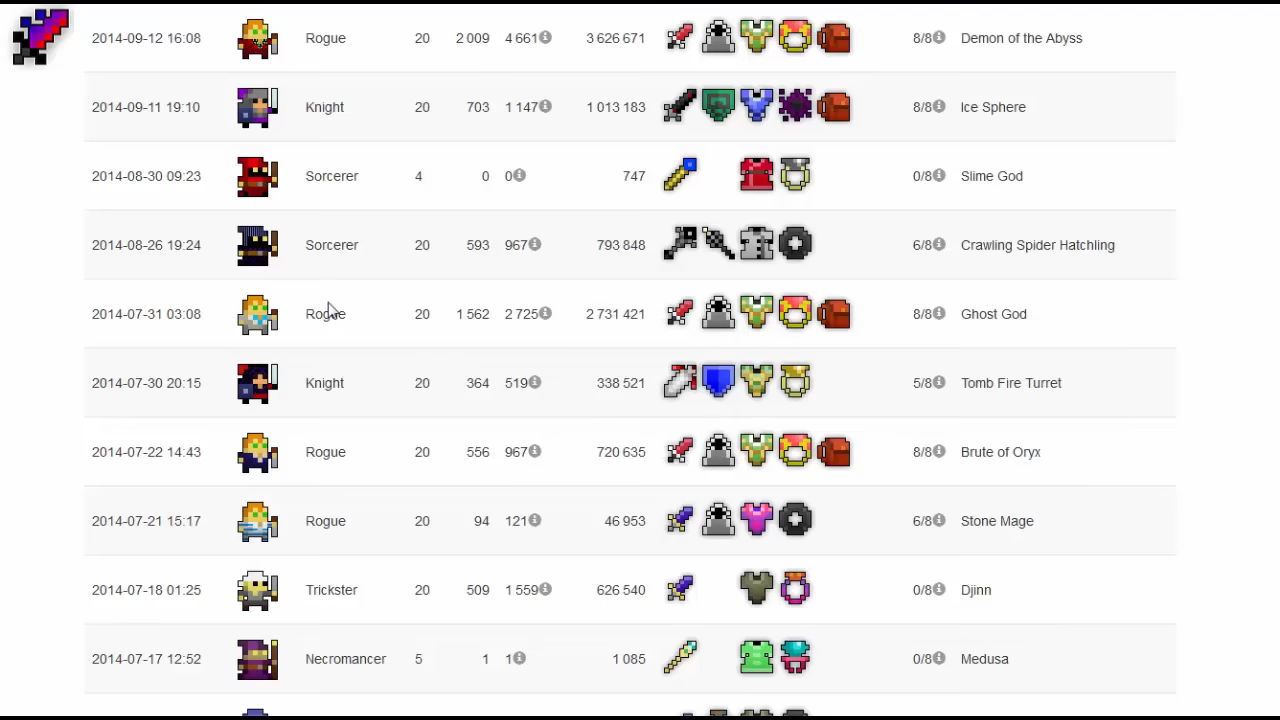 2014-09-12 16:08 Rogue 20 2 009 4 661 3 626 671 8/8 Demon of the Abyss
2014-09-11 19:10 Knight 20 703 1 147 1 013 183 8/8 Ice Sphere
2014-08-30 09:23 Sorcerer 4 0 0 747 0/8 Slime God
2014-08-26 19:24 Sorcerer 20 593 967 793 848 6/8 Crawling Spider Hatchling
2014-07-31 03:08 Rogue 20 1 562 2 725 2 731 421 8/8 Ghost God
2014-07-30 20:15 Knight 20 364 519 338 521 5/8 Tomb Fire Turret
2014-07-22 14:43 Rogue 20 556 967 720 635 8/8 Brute of Oryx
2014-07-21 15:17 Rogue 20 94 121 46 953 6/8 Stone Mage
2014-07-18 01:25 Trickster 20 509 1 559 626 540 0/8 Djinn
2014-07-17 12:52 Necromancer 5 1 1 1 085 0/8 Medusa